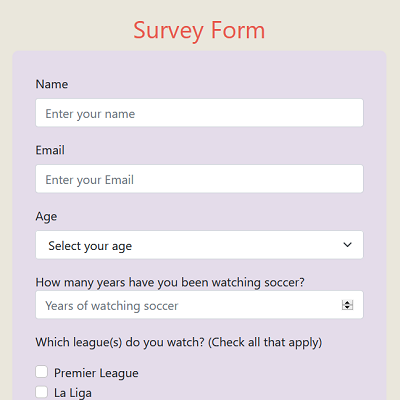 Survey Form
Name
Enter your name
Email
Enter your Email
Age
Select your age
How many years have you been watching soccer?
Years of watching soccer
Which league(s) do you watch? (Check all that apply)
Premier League
La Liga